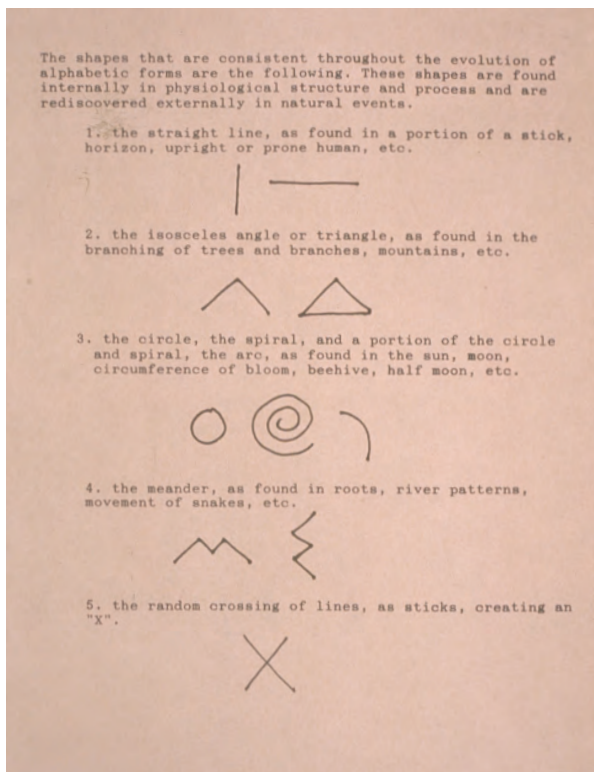 The shapes that are consistent throughout the evolution of
alphabetic forms are the following. These shapes are found
internally in physiological structure and process and are
rediscovered externally in natural events.
1. the straight line, as found in a portion of a stick,
horizon, upright or prone human, etc.
2. the isosceles angle or triangle, as found in the
branching of trees and branches, mountains, etc.
3. the circle, the spiral, and a portion of the circle
and spiral, the arc, as found in the sun, moon,
circumference of bloom, beehive, half moon, etc.
4. the meander, as found in roots, river patterns,
movement of snakes, etc.
5. the random crossing of lines, as sticks, creating an
"X".